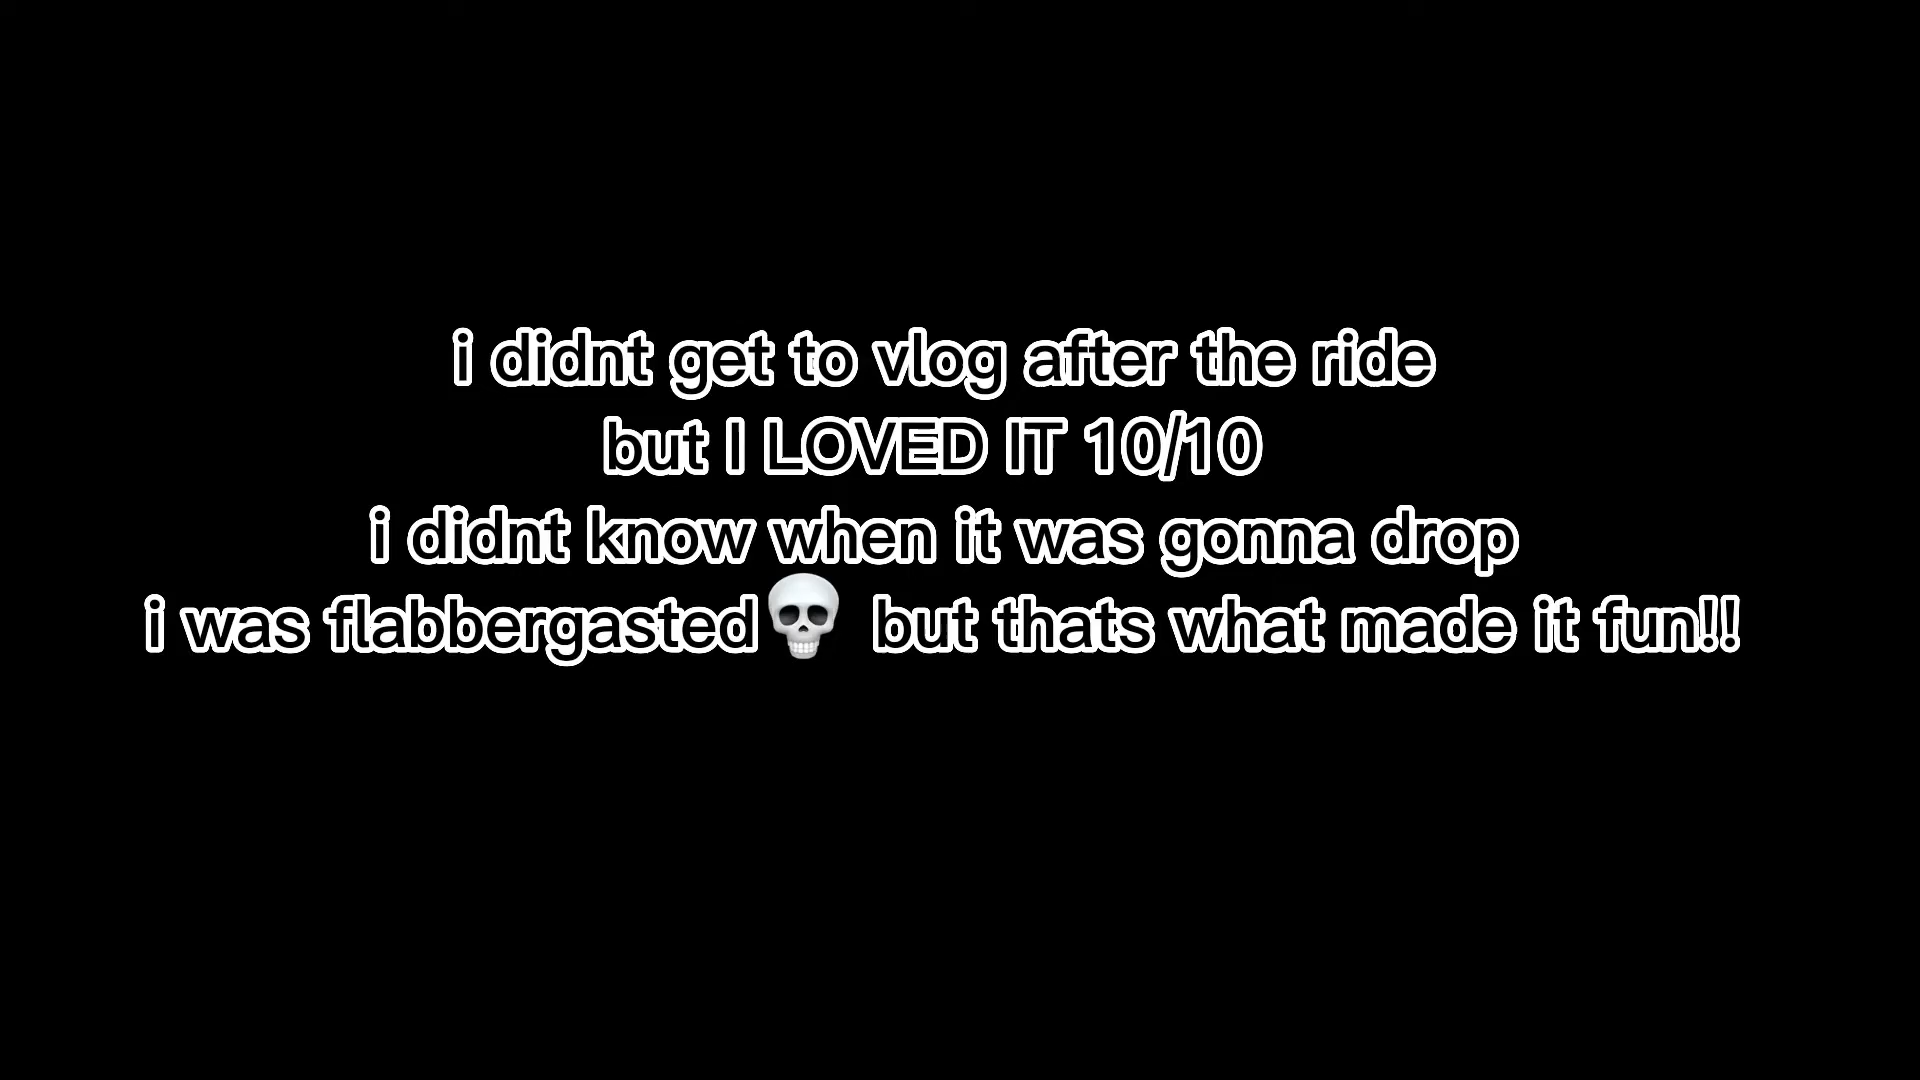 i didnt get to vlog after the ride
but I LOVED IT 10/10
i didnt know when it was gonna drop
i was flabbergasted💀 but thats what made it fun!!